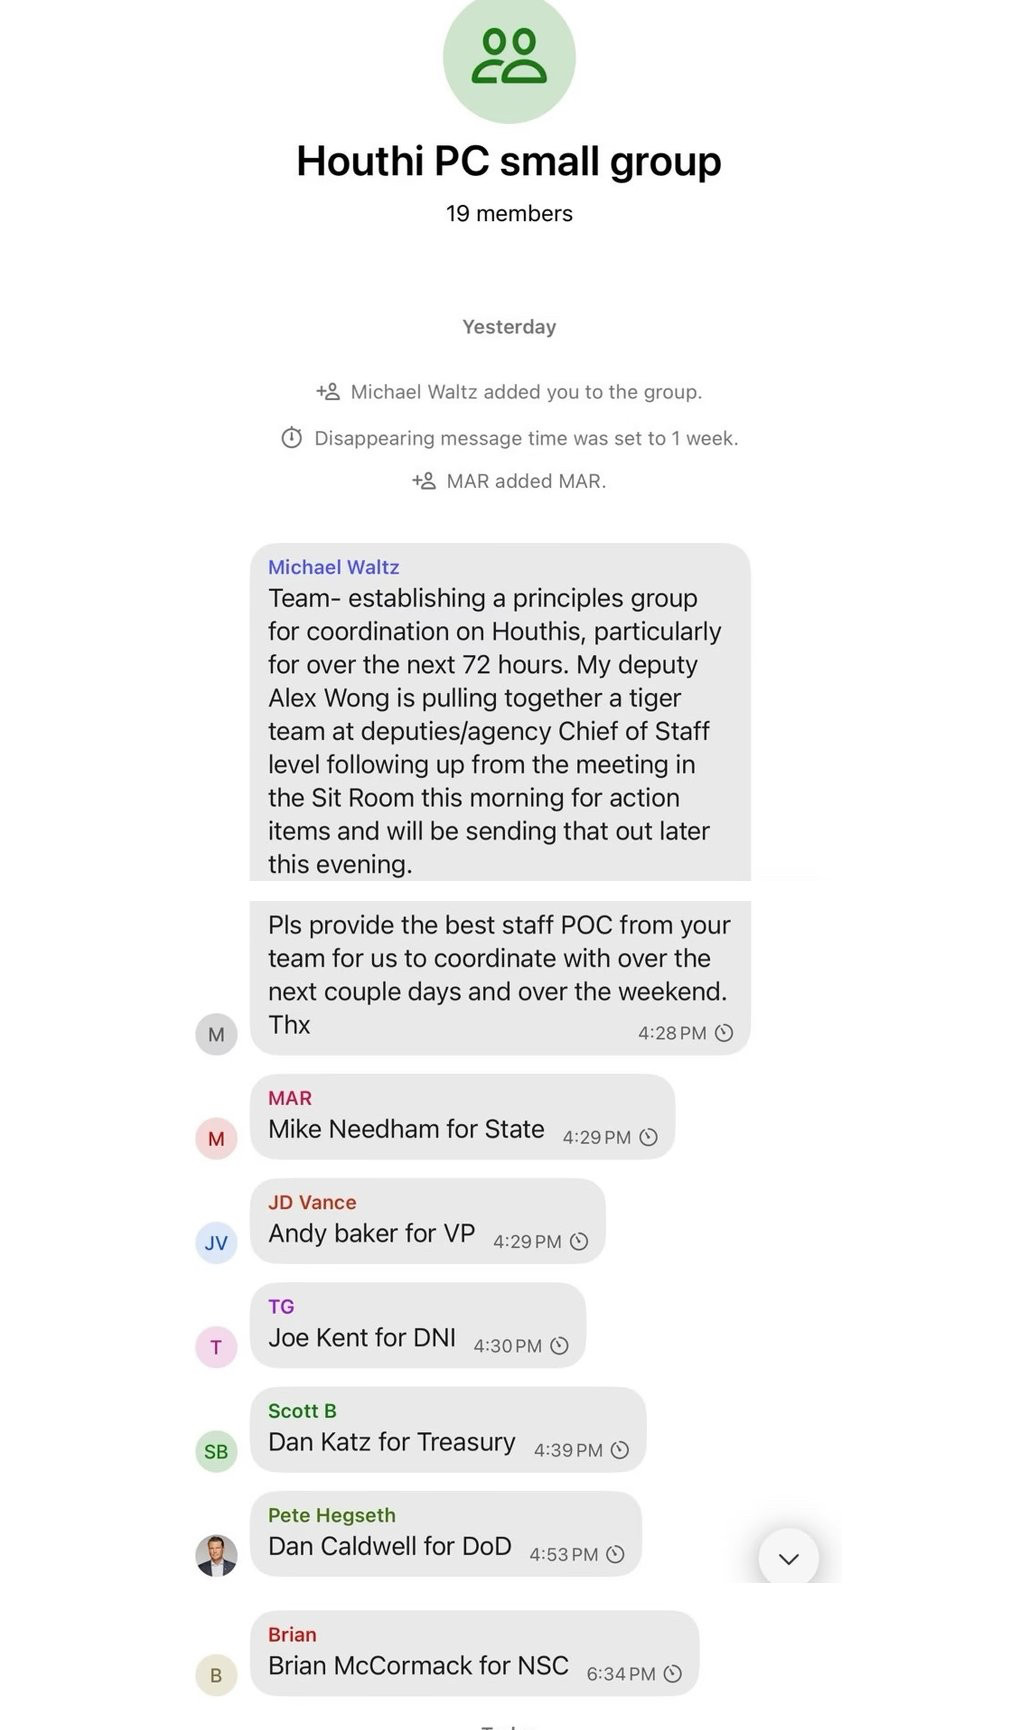 Houthi PC small group
19 members
Yesterday
Michael Waltz added you to the group.
Disappearing message time was set to 1 week.
MAR added MAR.
Michael Waltz
Team- establishing a principles group
for coordination on Houthis, particularly
for over the next 72 hours. My deputy
Alex Wong is pulling together a tiger
team at deputies/agency Chief of Staff
level following up from the meeting in
the Sit Room this morning for action
items and will be sending that out later
this evening.
Pls provide the best staff POC from your
team for us to coordinate with over the
next couple days and over the weekend.
Thx
4:28 PM
M
MAR
Mike Needham for State 4:29 PM
M
JD Vance
Andy baker for VP 4:29 PM
JV
TG
Joe Kent for DNI 4:30 PM
T
Scott B
Dan Katz for Treasury 4:39 PM
SB
Pete Hegseth
Dan Caldwell for DoD 4:53 PM
Brian
Brian McCormack for NSC 6:34 PM
B